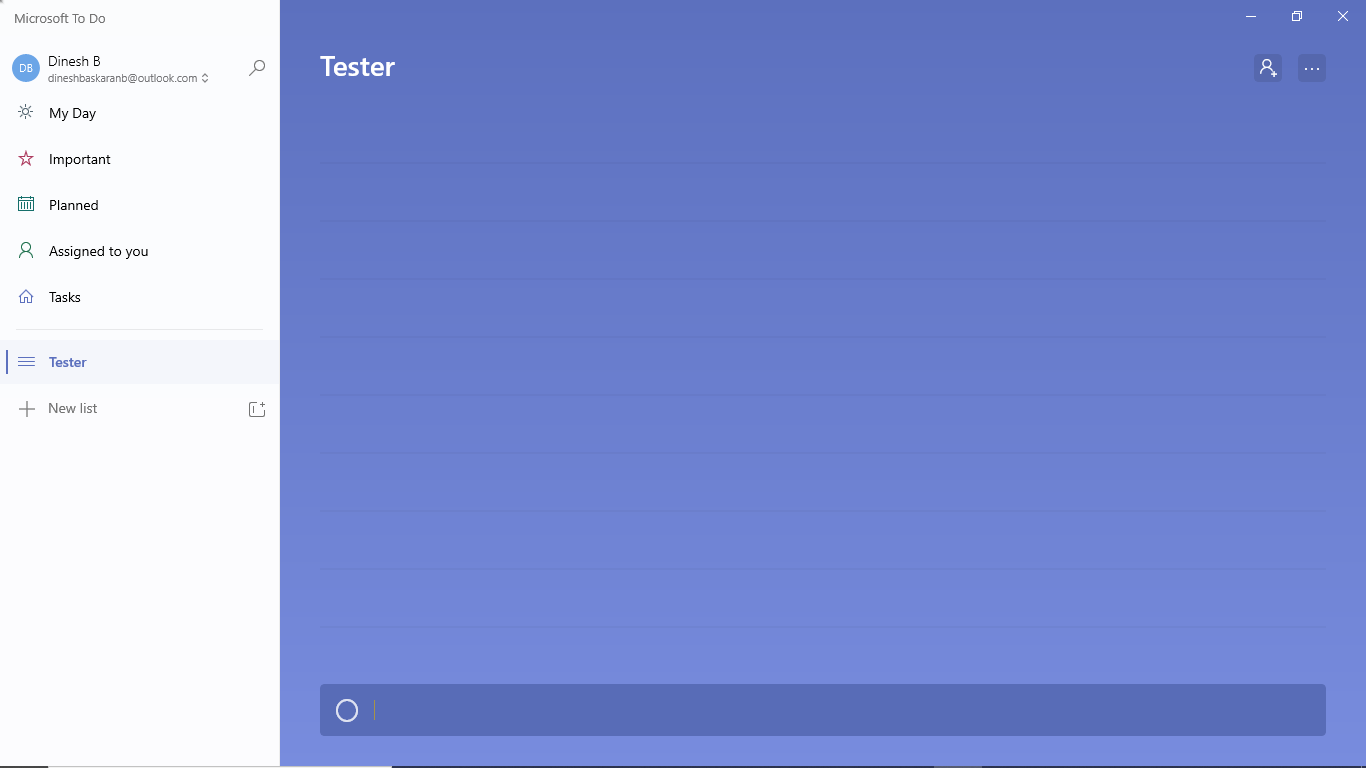 Microsoft To Do
DB
Dinesh B
dineshbaskaranb@outlook.com
My Day
Important
Planned
Assigned to you
Tasks
Tester
New list
Tester